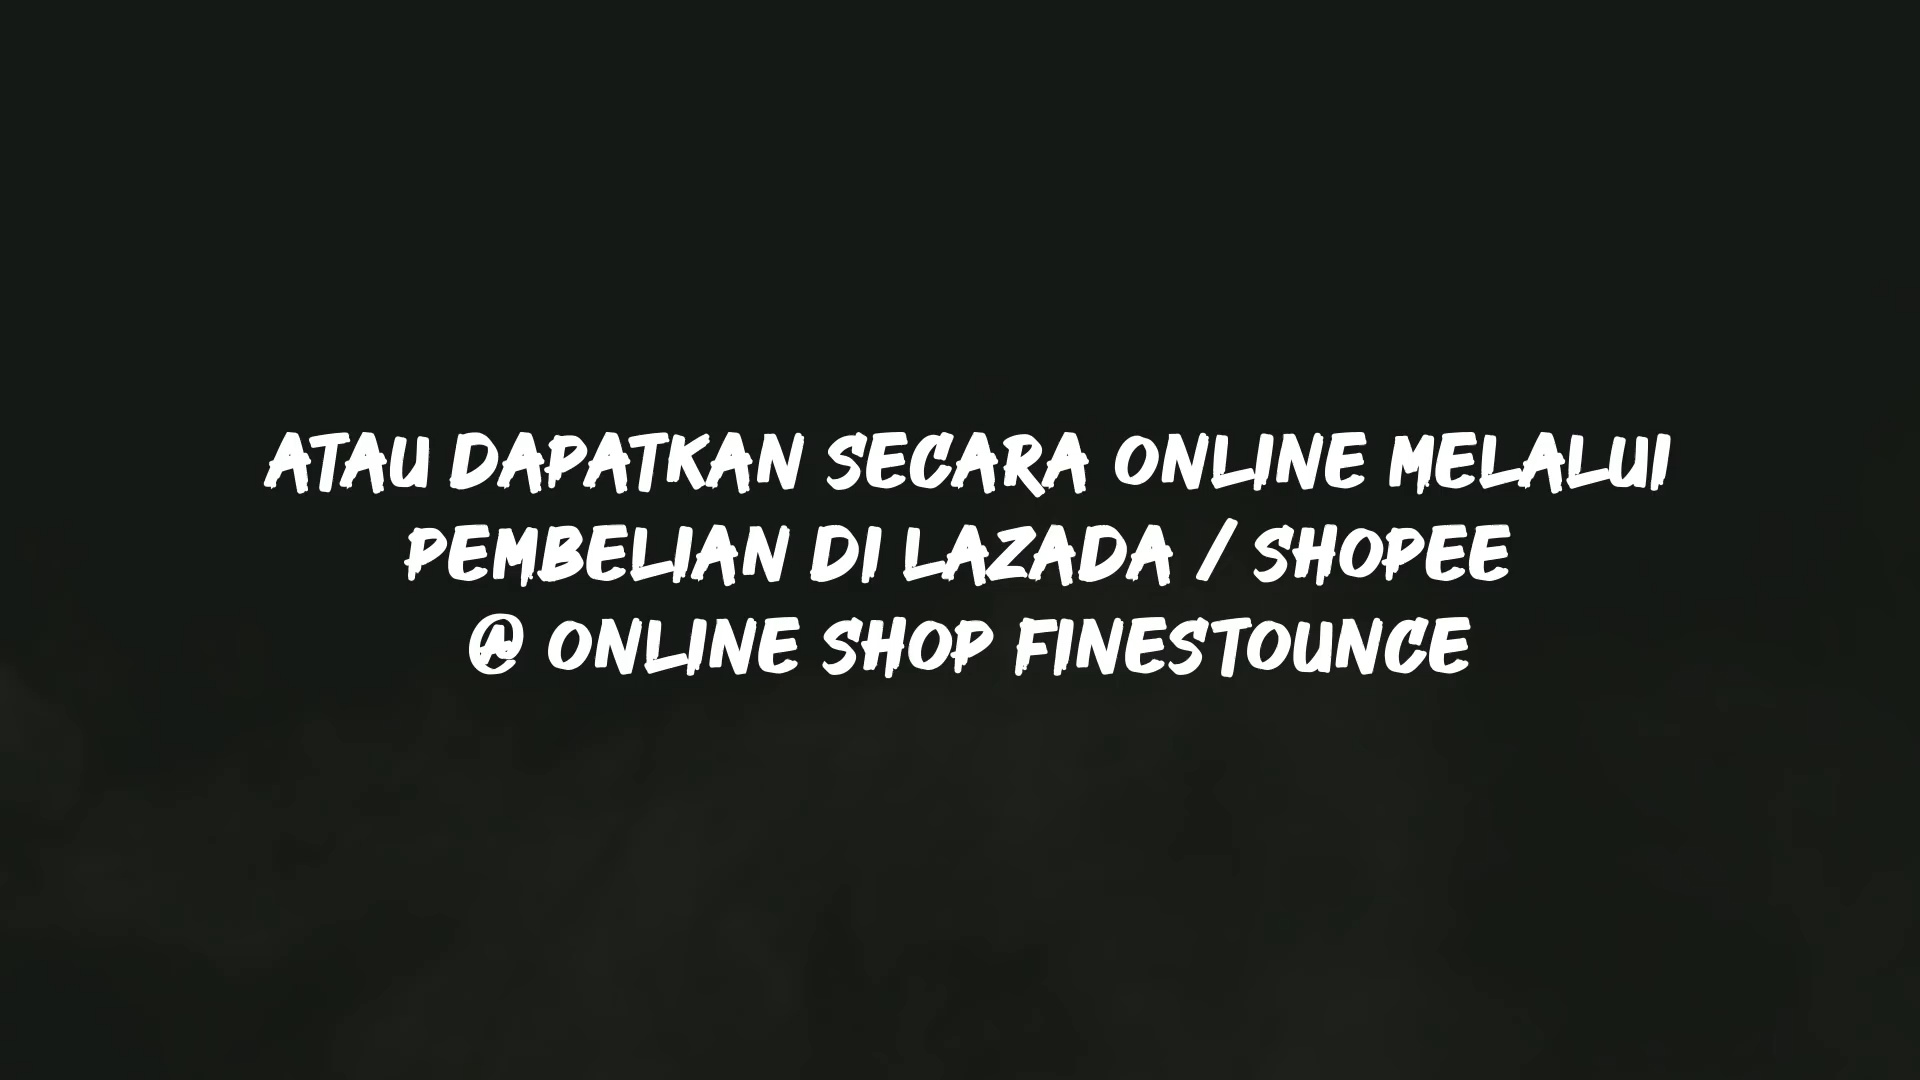 ATAU DAPATKAN SECARA ONLINE MELALUI
PEMBELIAN DI LAZADA / SHOPEE
@ ONLINE SHOP FINESTOUNCE